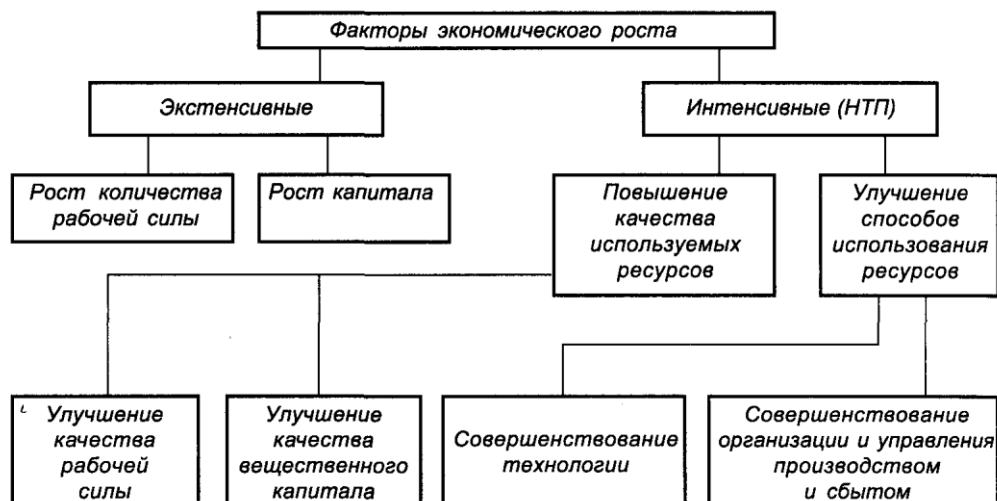 Факторы экономического роста
Экстенсивные
Интенсивные (НТП)
Рост количества
рабочей силы
Рост капитала
Повышение
качества
используемых
ресурсов
Улучшение
способов
использования
ресурсов
Улучшение
качества
рабочей
силы
Улучшение
качества
вещественного
капитала
Совершенствование
технологии
Совершенствование
организации и управления
производством
и сбытом